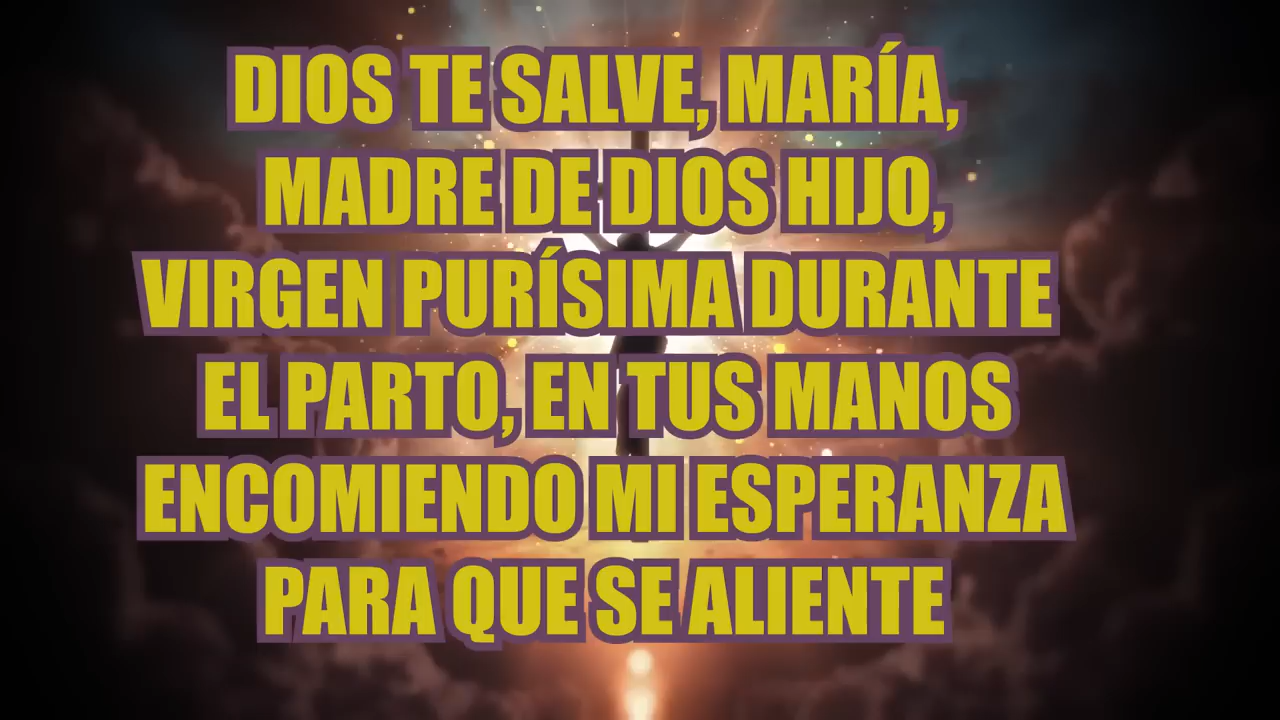 DIOS TE SALVE, MARÍA,
MADRE DE DIOS HIJO,
VIRGEN PURÍSIMA DURANTE
EL PARTO, EN TUS MANOS
ENCOMIENDO MI ESPERANZA
PARA QUE SE ALIENTE